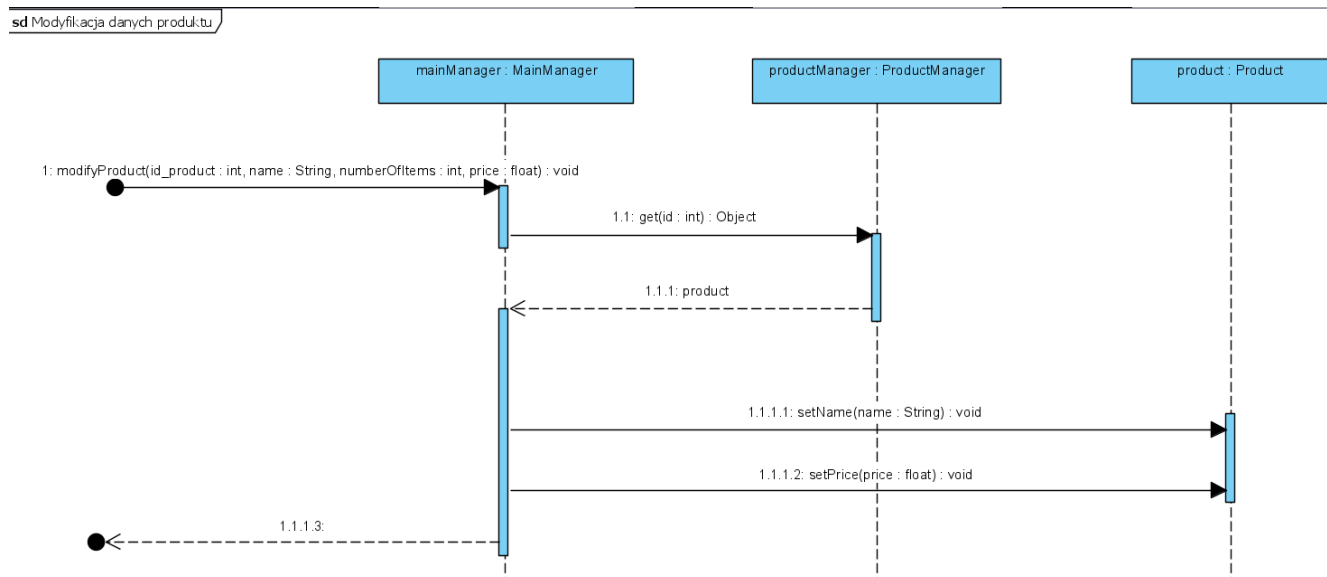 sd Modyfikacja danych produktu
mainManager : MainManager
productManager : ProductManager
product : Product
1: modifyProduct(id_product : int, name : String, numberOfItems : int, price : float) : void
1.1: get(id : int) : Object
1.1.1: product
1.1.1.1: setName(name : String) : void
1.1.1.2: setPrice(price : float) : void
1.1.1.3: